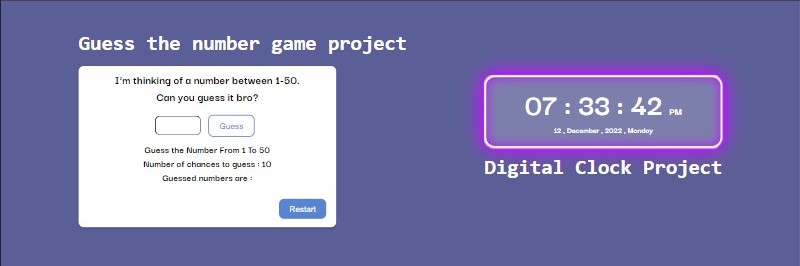 Guess the number game project
I'm thinking of a number between 1-50.
Can you guess it bro?
Guess
Guess the Number From 1 To 50
Number of chances to guess : 10
Guessed numbers are :
Restart
07 : 33 : 42 PM
12 , December , 2022 , Monday
Digital Clock Project